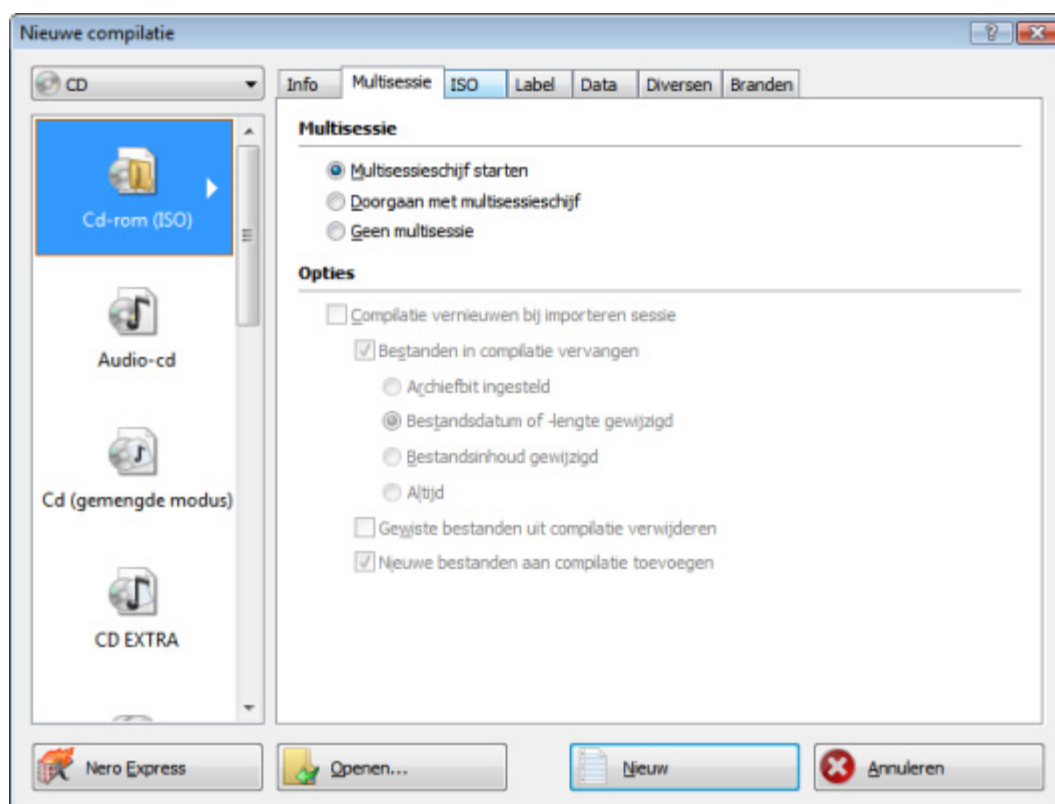 Nieuwe compilatie
CD
Info Multisessie ISO Label Data Diversen Branden
Cd-rom (ISO)
Audio-cd
Cd (gemengde modus)
CD EXTRA
Multisessie
Multisessieschijf starten
Doorgaan met multisessieschijf
Geen multisessie
Opties
Compilatie vernieuwen bij importeren sessie
Bestanden in compilatie vervangen
Archiefbit ingesteld
Bestandsdatum of -lengte gewijzigd
Bestandsinhoud gewijzigd
Altijd
Gewiste bestanden uit compilatie verwijderen
Nieuwe bestanden aan compilatie toevoegen
Nero Express
Openen...
Nieuw
Annuleren